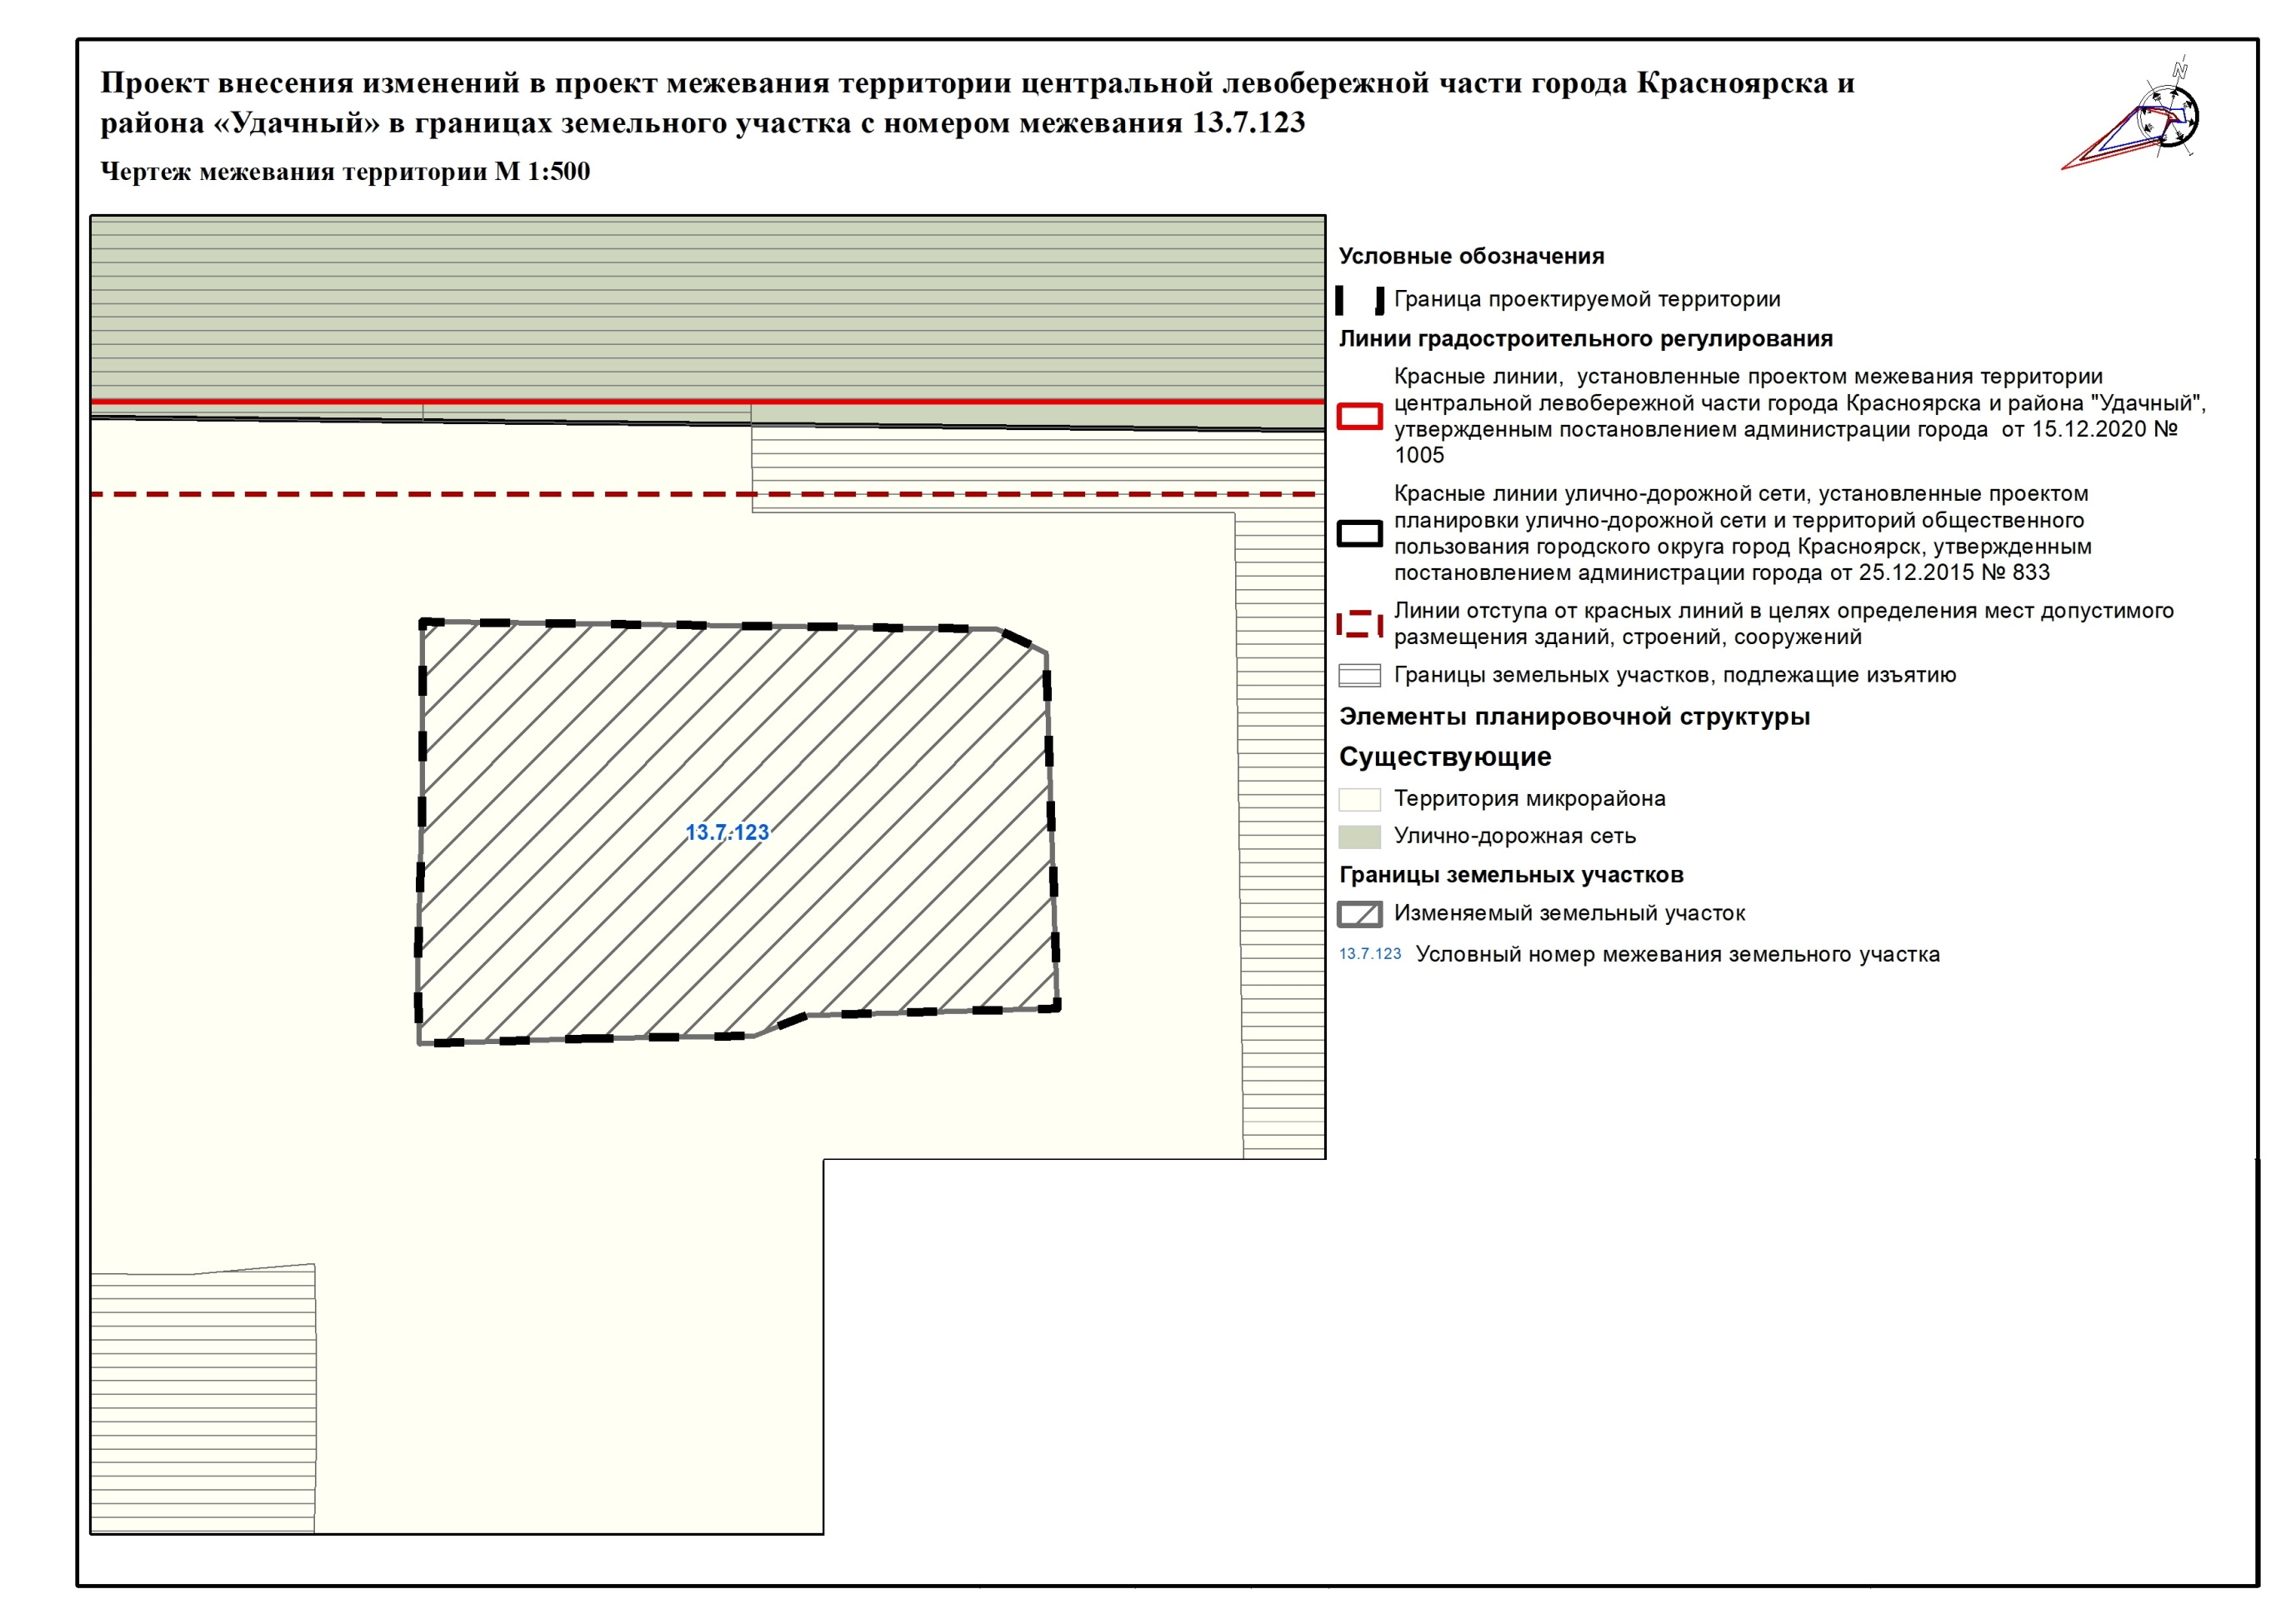 Проект внесения изменений в проект межевания территории центральной левобережной части города Красноярска и
района «Удачный» в границах земельного участка с номером межевания 13.7.123
Чертеж межевания территории М 1:500
N
Условные обозначения
Граница проектируемой территории
Линии градостроительного регулирования
Красные линии, установленные проектом межевания территории
центральной левобережной части города Красноярска и района "Удачный",
утвержденным постановлением администрации города от 15.12.2020 №
1005
Красные линии улично-дорожной сети, установленные проектом
планировки улично-дорожной сети и территорий общественного
пользования городского округа город Красноярск, утвержденным
постановлением администрации города от 25.12.2015 № 833
Линии отступа от красных линий в целях определения мест допустимого
размещения зданий, строений, сооружений
Границы земельных участков, подлежащие изъятию
Элементы планировочной структуры
Существующие
Территория микрорайона
Улично-дорожная сеть
Границы земельных участков
Изменяемый земельный участок
13.7.123 Условный номер межевания земельного участка
13.7.123